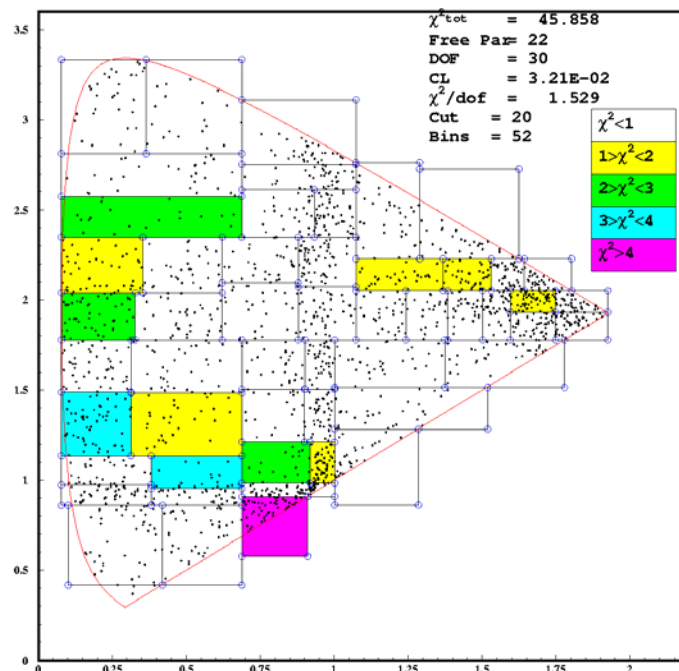 χ²tot = 45.858
Free Par= 22
DOF = 30
CL = 3.21E-02
χ²/dof = 1.529
Cut = 20
Bins = 52
χ²<1
1>χ²<2
2>χ²<3
3>χ²<4
χ²>4
3.5
3
2.5
2
1.5
1
0.5
0
0 0.25 0.5 0.75 1 1.25 1.5 1.75 2